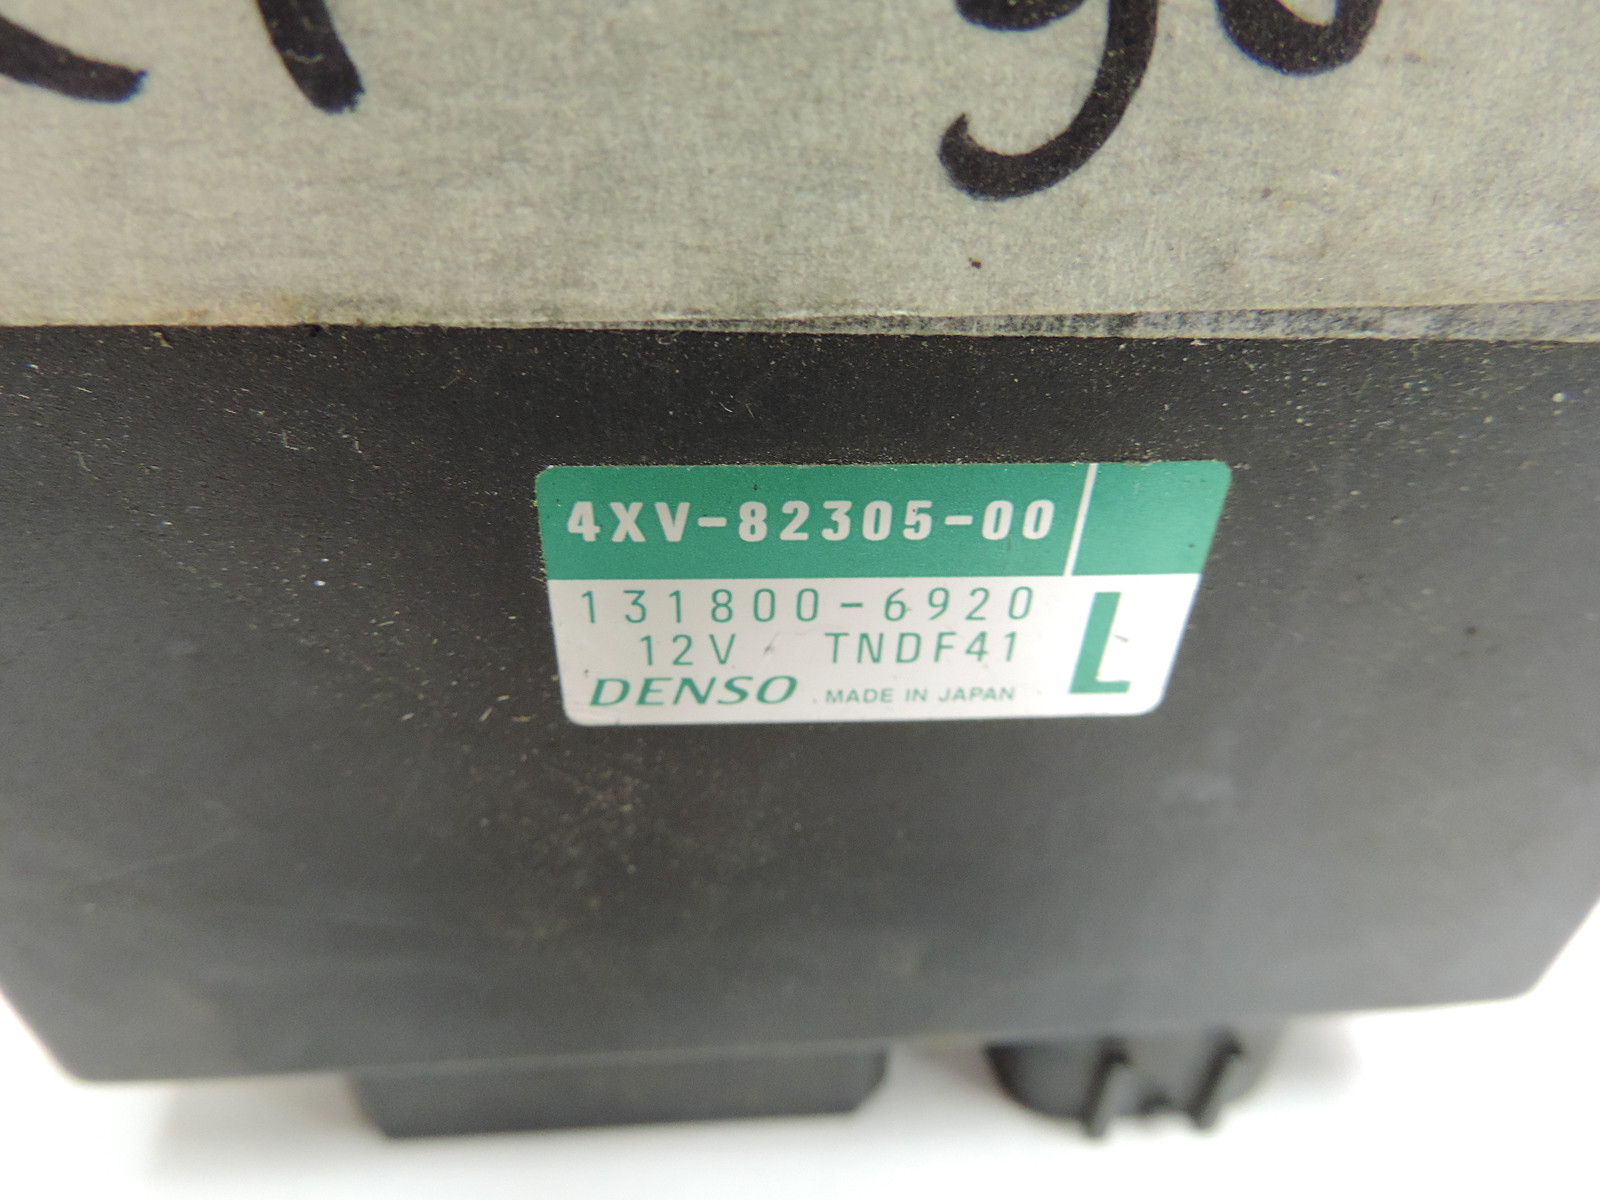 4XV-82305-00
131800-6920
12V TNDF41 L
DENSO MADE IN JAPAN